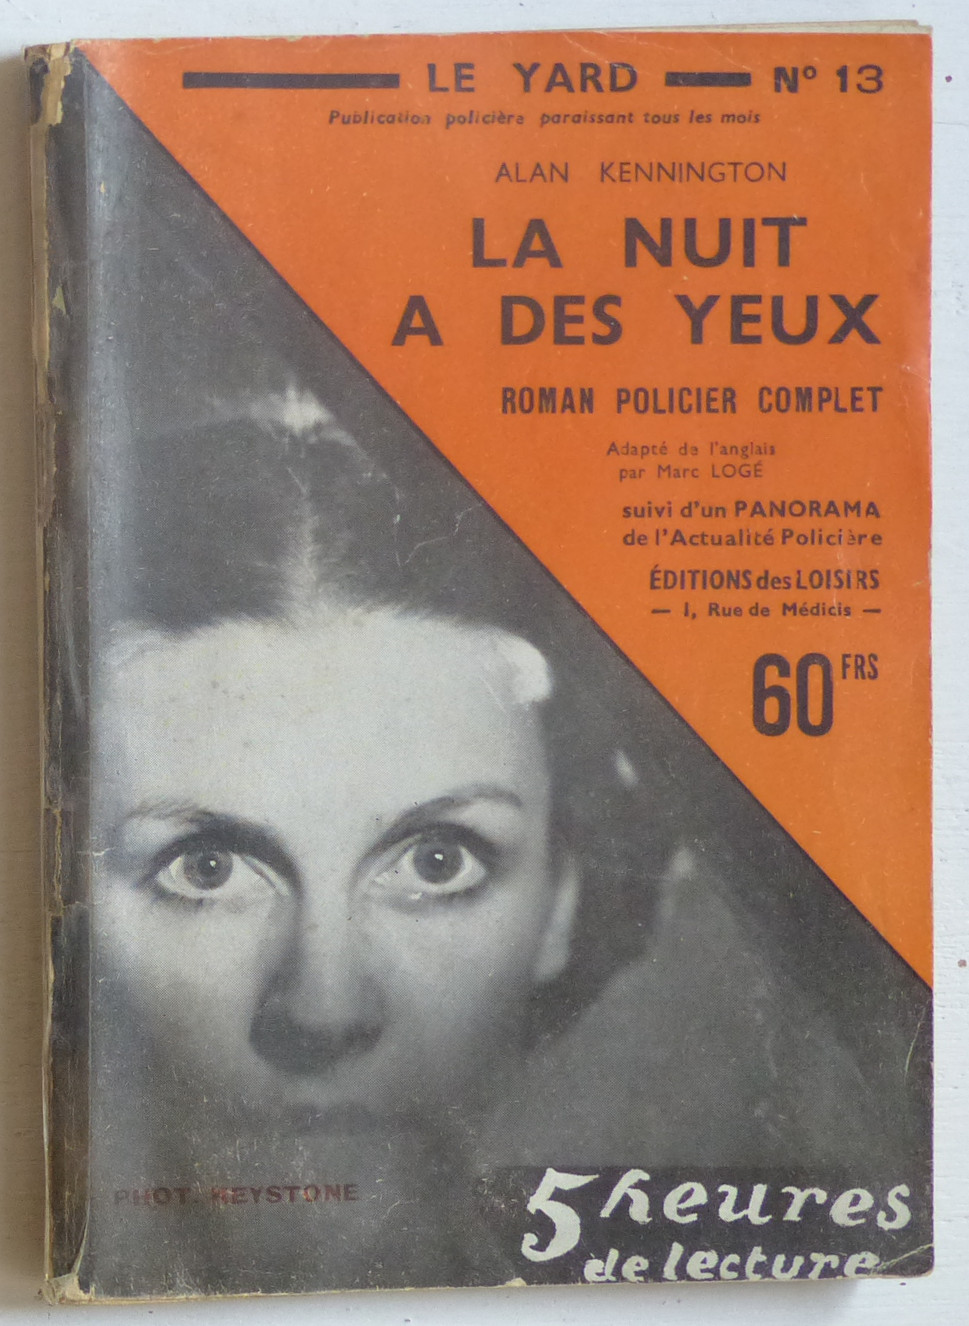 LE YARD N° 13
Publication policière paraissant tous les mois
ALAN KENNINGTON
LA NUIT
A DES YEUX
ROMAN POLICIER COMPLET
Adapté de l'anglais
par Marc LOGÉ
suivi d'un PANORAMA
de l'Actualité Policière
ÉDITIONS des LOISIRS
— 1, Rue de Médicis —
60 FRS
PHOT. KEYSTONE
5 heures
de lecture